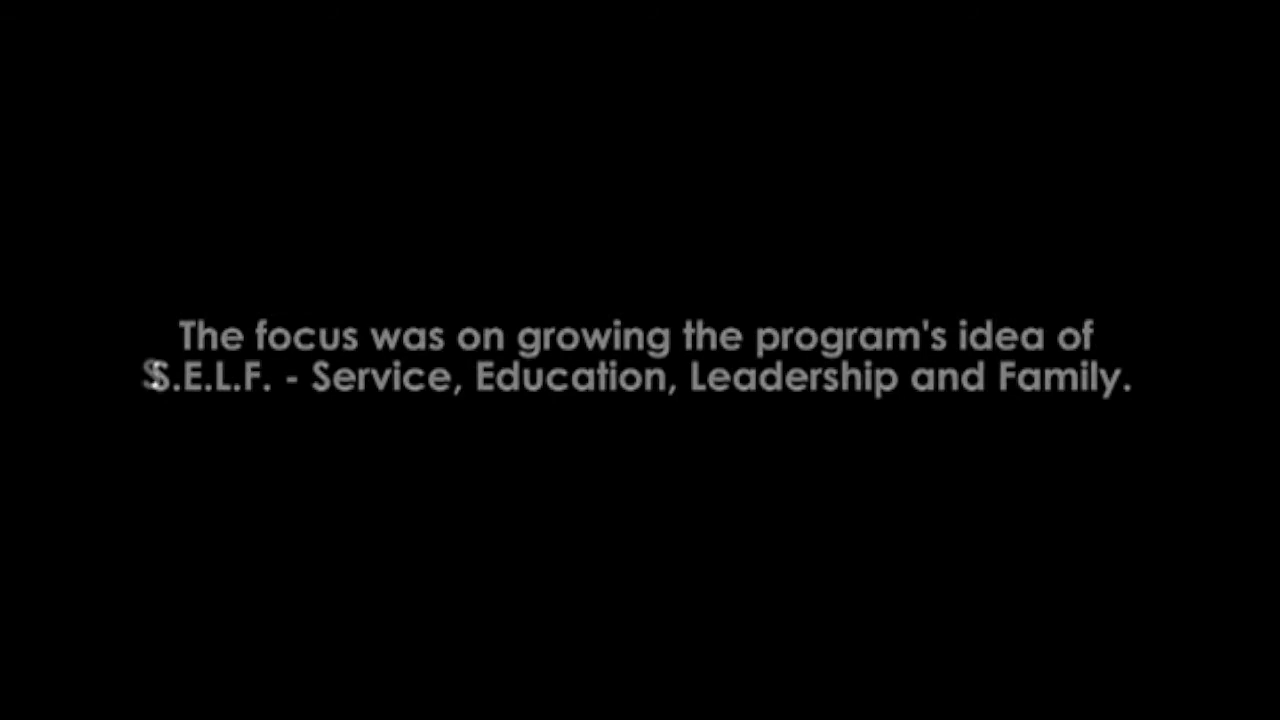 The focus was on growing the program's idea of
S.E.L.F. - Service, Education, Leadership and Family.